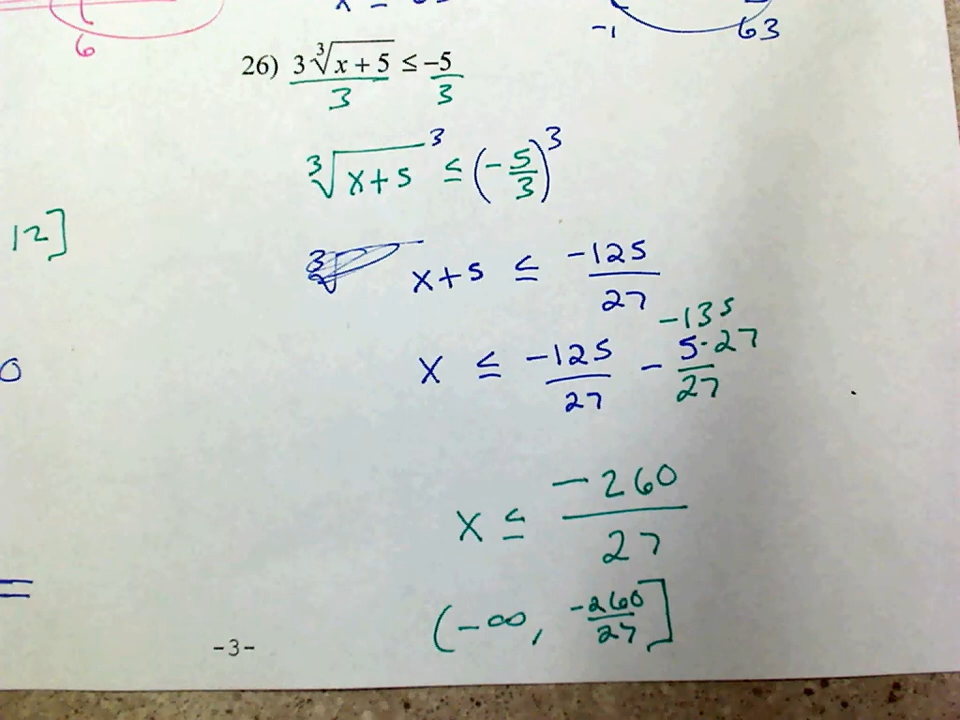 6
-1 63
26) 3∛(x + 5) ≤ -5
3 3
∛(x+5)³ ≤ (-5/3)³
12]
x+5 ≤ -125/27
-135
x ≤ -125/27 - 5·27/27
0
x ≤ -260/27
=
(-∞, -260/27]
-3-